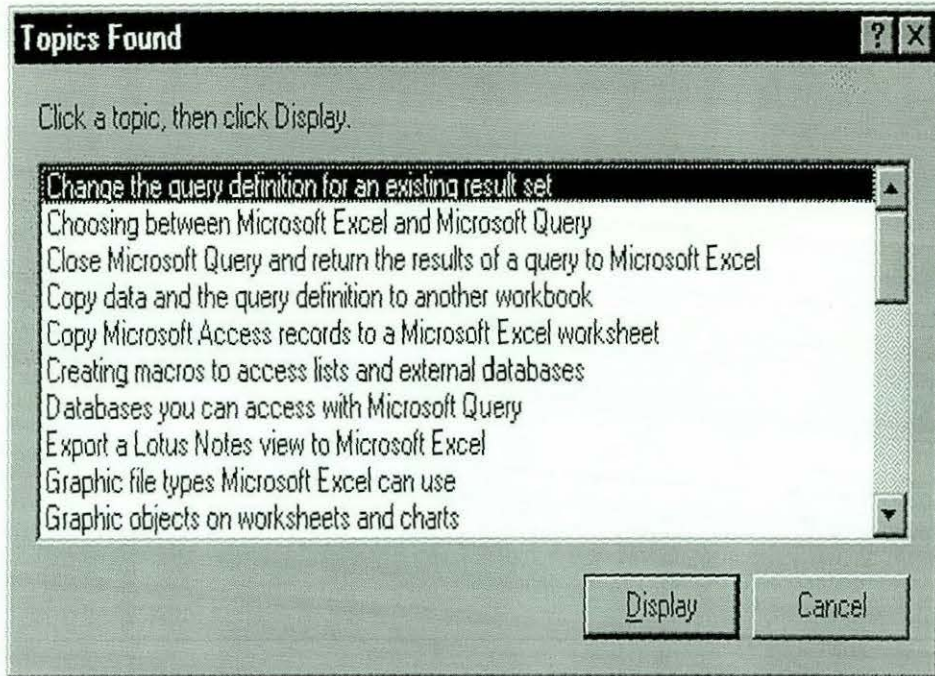 Topics Found
Click a topic, then click Display.
Change the query definition for an existing result set
Choosing between Microsoft Excel and Microsoft Query
Close Microsoft Query and return the results of a query to Microsoft Excel
Copy data and the query definition to another workbook
Copy Microsoft Access records to a Microsoft Excel worksheet
Creating macros to access lists and external databases
Databases you can access with Microsoft Query
Export a Lotus Notes view to Microsoft Excel
Graphic file types Microsoft Excel can use
Graphic objects on worksheets and charts
Display Cancel